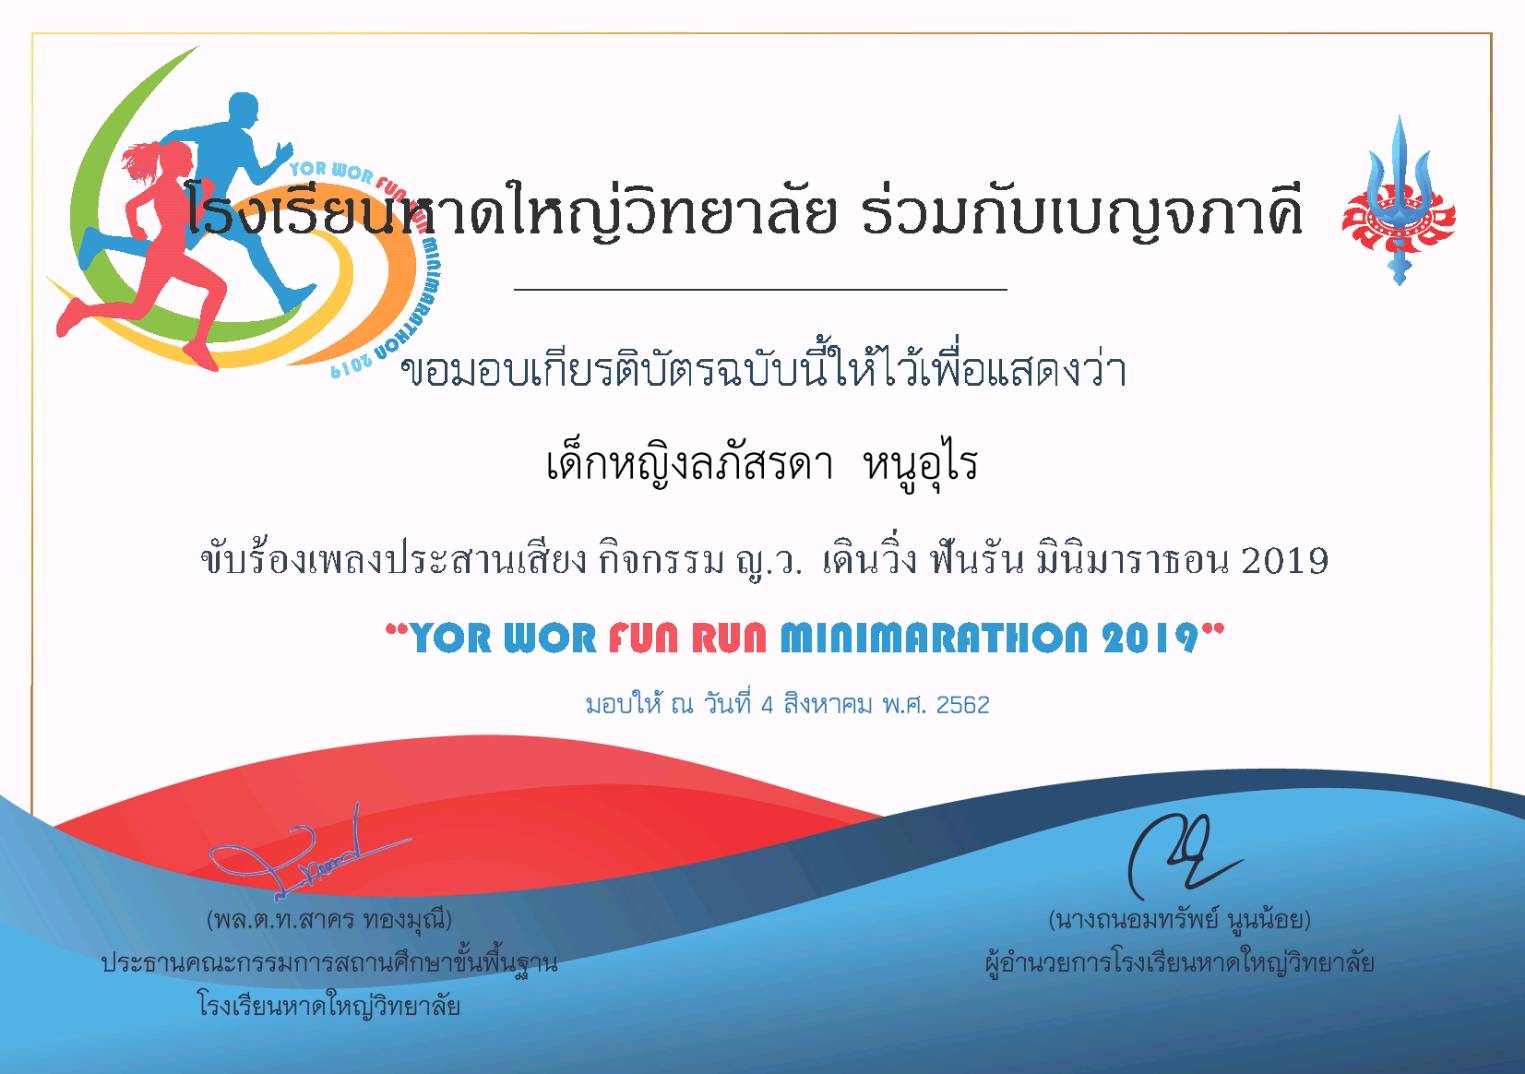 โรงเรียนหาดใหญ่วิทยาลัย ร่วมกับเบญจภาคี
YOR WOR FUN RUN MINIMARATHON 2019
ขอมอบเกียรติบัตรฉบับนี้ให้ไว้เพื่อแสดงว่า
เด็กหญิงลภัสรดา หนูอุไร
ขับร้องเพลงประสานเสียง กิจกรรม ญ.ว. เดินวิ่ง ฟันรัน มินิมาราธอน 2019
“YOR WOR FUN RUN MINIMARATHON 2019”
มอบให้ ณ วันที่ 4 สิงหาคม พ.ศ. 2562
(พล.ต.ท.สาคร ทองมุณี)
ประธานคณะกรรมการสถานศึกษาขั้นพื้นฐาน
โรงเรียนหาดใหญ่วิทยาลัย
(นางถนอมทรัพย์ นูนน้อย)
ผู้อำนวยการโรงเรียนหาดใหญ่วิทยาลัย